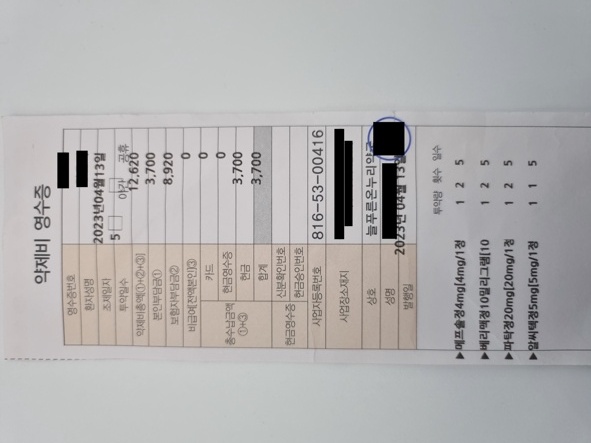 약제비 영수증
영수증번호
환자성명
조제일자 2023년04월13일
투약일수 5 □ 야간 □ 공휴
약제비총액(①+②+③) 12,620
본인부담금① 3,700
보험자부담금② 8,920
비급여(전액본인)③ 0
총수납금액 ①+③
카드 0
현금영수증 0
현금 3,700
합계 3,700
현금영수증
신분확인번호
현금승인번호
사업자등록번호 816-53-00416
사업장소재지
상호 늘푸른온누리약국
성명
발행일 2023년 04월 13일
투약량 횟수 일수
▶메프솔정4mg[4mg/1정 1 2 5
▶베리맥정10밀리그램[10 1 2 5
▶파탁정20mg[20mg/1정 1 2 5
▶알싸텍정5mg[5mg/1정 1 1 5